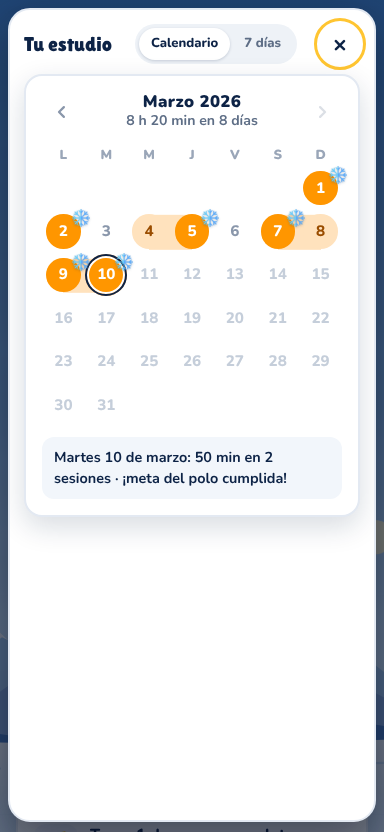 Tu estudio
Calendario
7 días
Marzo 2026
8 h 20 min en 8 días
L M M J V S D
1
2 3 4 5 6 7 8
9 10 11 12 13 14 15
16 17 18 19 20 21 22
23 24 25 26 27 28 29
30 31
Martes 10 de marzo: 50 min en 2
sesiones · ¡meta del polo cumplida!